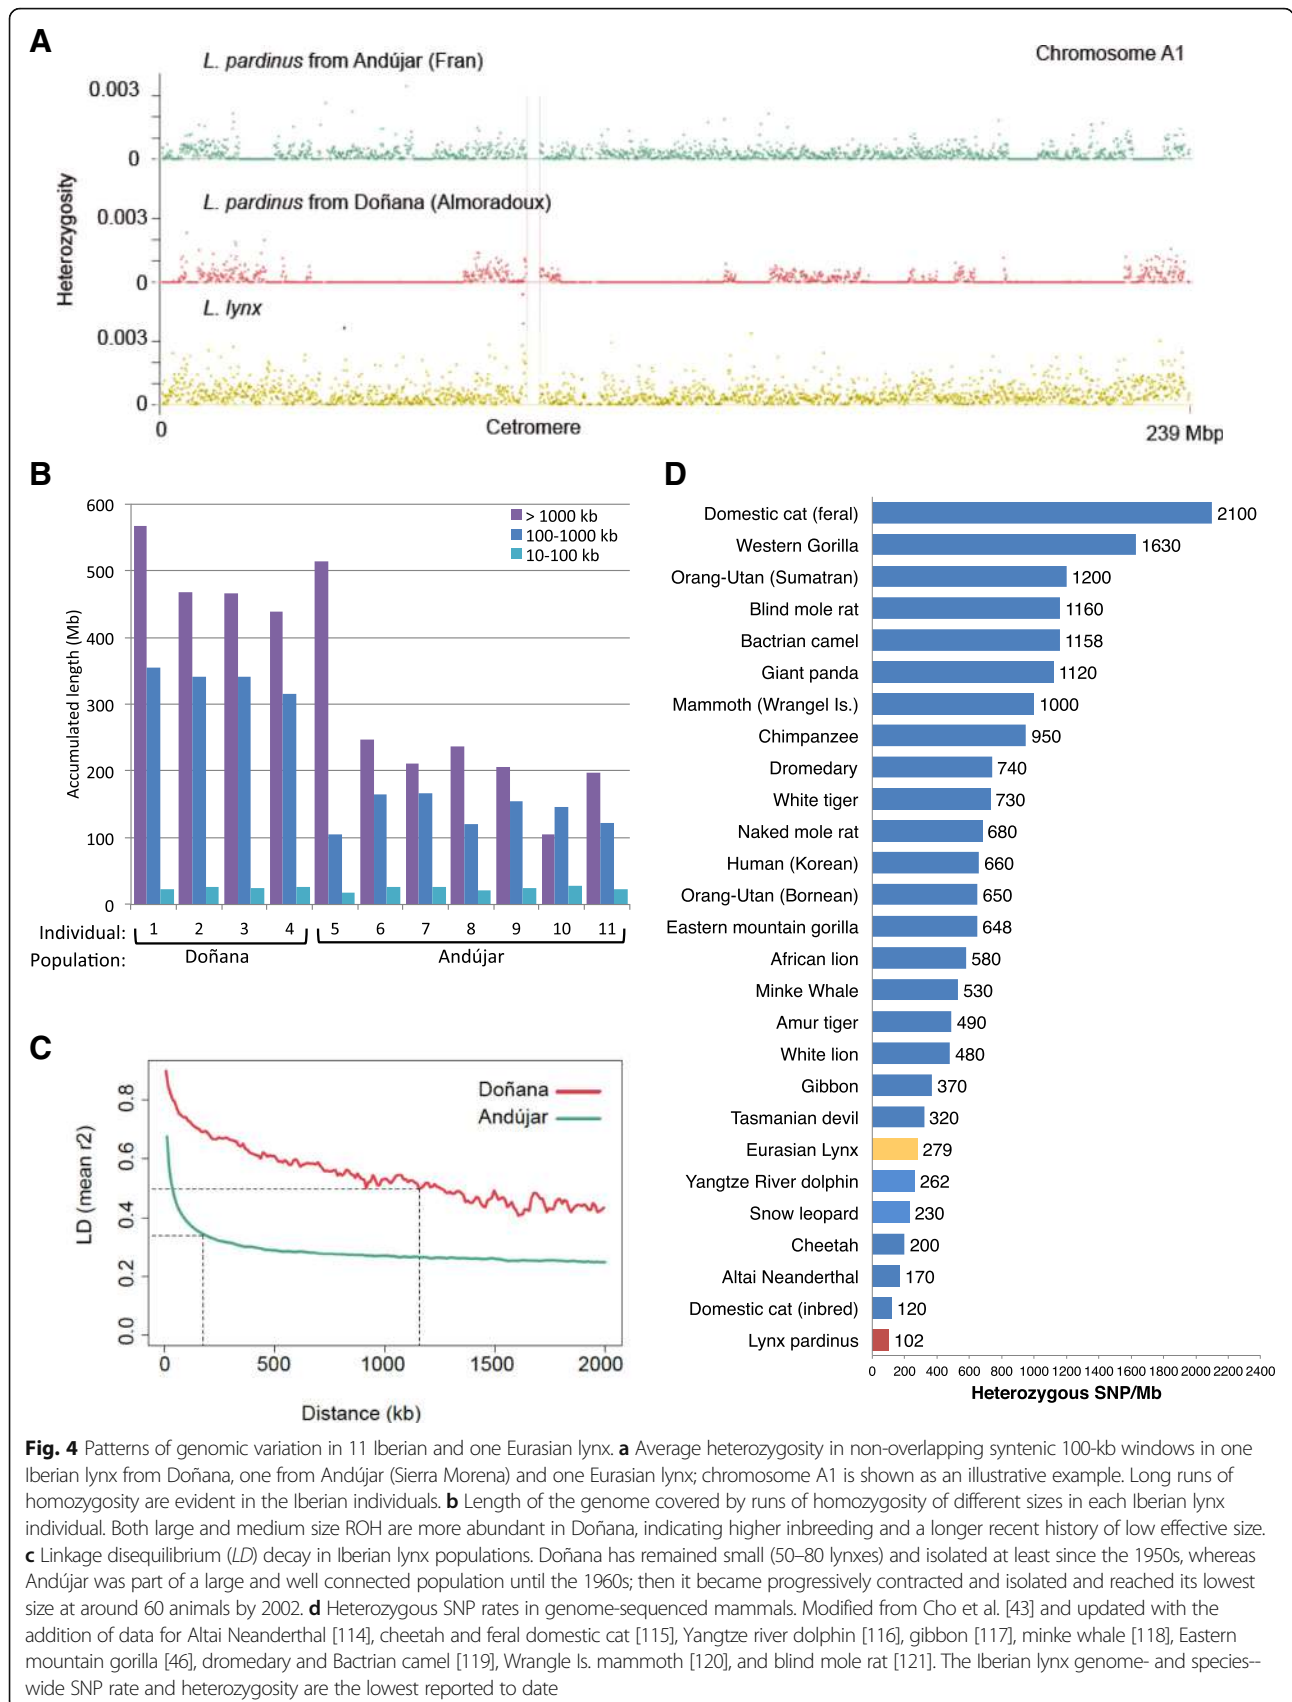 A
L. pardinus from Andújar (Fran)
Chromosome A1
0.003
0
L. pardinus from Doñana (Almoradoux)
0.003
0
Heterozygosity
L. lynx
0.003
0
0
Cetromere
239 Mbp
B
600
500
400
300
200
100
0
Accumulated length (Mb)
> 1000 kb
100-1000 kb
10-100 kb
Individual: 1 2 3 4 5 6 7 8 9 10 11
Population: Doñana Andújar
C
0.8
0.6
0.4
0.2
0.0
LD (mean r2)
Doñana
Andújar
0 500 1000 1500 2000
Distance (kb)
D
Domestic cat (feral) 2100
Western Gorilla 1630
Orang-Utan (Sumatran) 1200
Blind mole rat 1160
Bactrian camel 1158
Giant panda 1120
Mammoth (Wrangel Is.) 1000
Chimpanzee 950
Dromedary 740
White tiger 730
Naked mole rat 680
Human (Korean) 660
Orang-Utan (Bornean) 650
Eastern mountain gorilla 648
African lion 580
Minke Whale 530
Amur tiger 490
White lion 480
Gibbon 370
Tasmanian devil 320
Eurasian Lynx 279
Yangtze River dolphin 262
Snow leopard 230
Cheetah 200
Altai Neanderthal 170
Domestic cat (inbred) 120
Lynx pardinus 102
0 200 400 600 800 1000 1200 1400 1600 1800 2000 2200 2400
Heterozygous SNP/Mb
Fig. 4 Patterns of genomic variation in 11 Iberian and one Eurasian lynx. a Average heterozygosity in non-overlapping syntenic 100-kb windows in one
Iberian lynx from Doñana, one from Andújar (Sierra Morena) and one Eurasian lynx; chromosome A1 is shown as an illustrative example. Long runs of
homozygosity are evident in the Iberian individuals. b Length of the genome covered by runs of homozygosity of different sizes in each Iberian lynx
individual. Both large and medium size ROH are more abundant in Doñana, indicating higher inbreeding and a longer recent history of low effective size.
c Linkage disequilibrium (LD) decay in Iberian lynx populations. Doñana has remained small (50–80 lynxes) and isolated at least since the 1950s, whereas
Andújar was part of a large and well connected population until the 1960s; then it became progressively contracted and isolated and reached its lowest
size at around 60 animals by 2002. d Heterozygous SNP rates in genome-sequenced mammals. Modified from Cho et al. [43] and updated with the
addition of data for Altai Neanderthal [114], cheetah and feral domestic cat [115], Yangtze river dolphin [116], gibbon [117], minke whale [118], Eastern
mountain gorilla [46], dromedary and Bactrian camel [119], Wrangle Is. mammoth [120], and blind mole rat [121]. The Iberian lynx genome- and species--
wide SNP rate and heterozygosity are the lowest reported to date